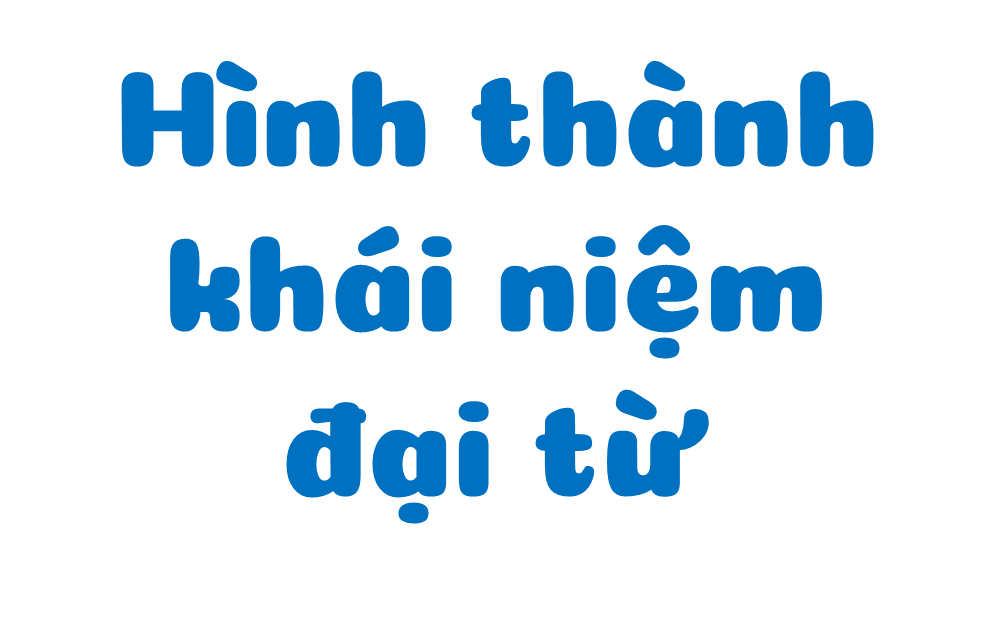 Hình thành
khái niệm
đại từ